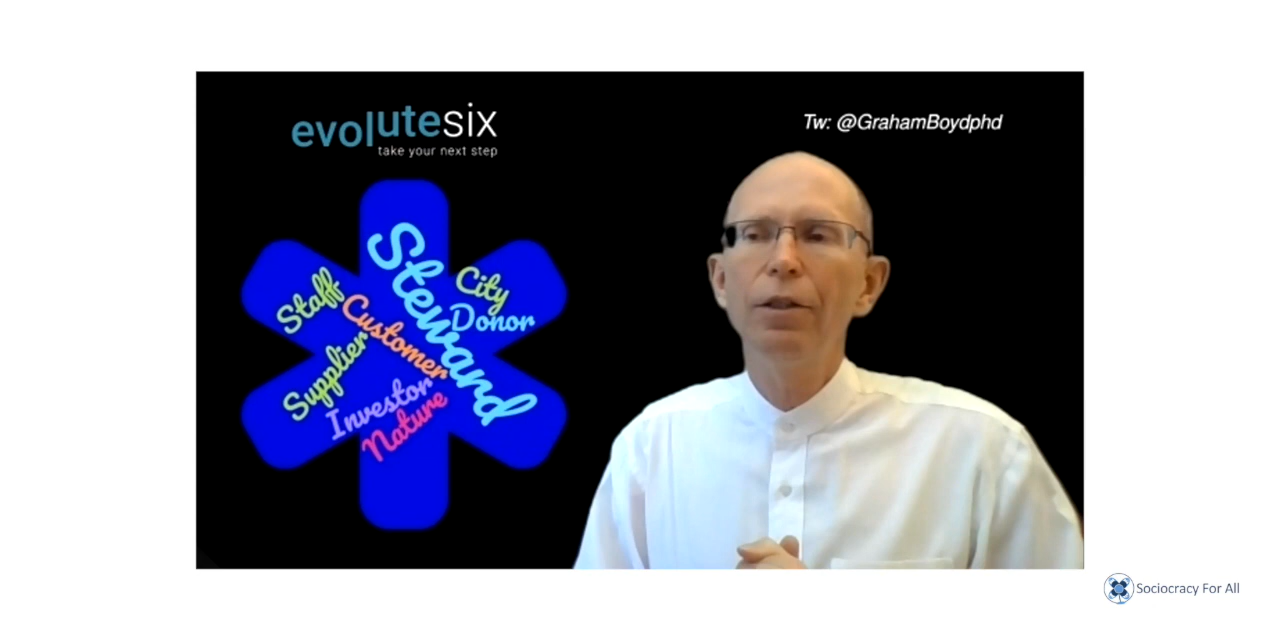 evolutesix
take your next step
Tw: @GrahamBoydphd
Steward
City
Donor
Staff
Customer
Supplier
Investor
Nature
Sociocracy For All